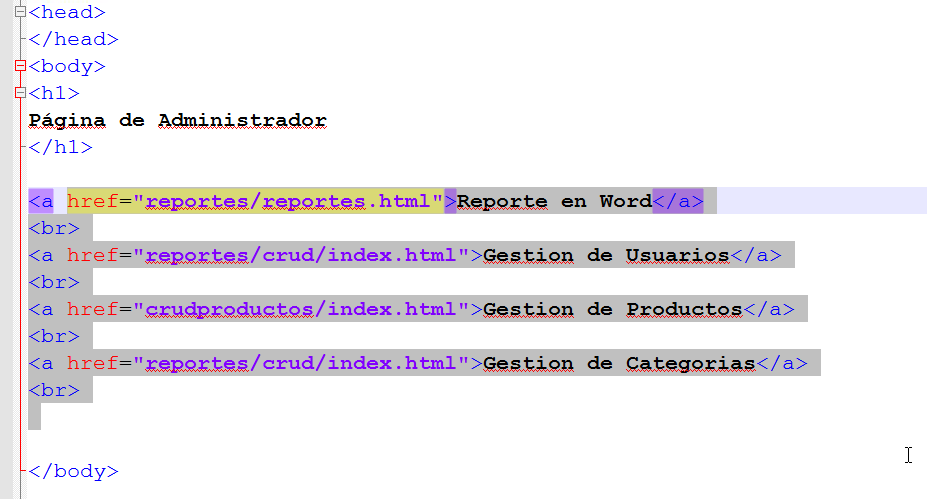 <head>
</head>
<body>
<h1>
Página de Administrador
</h1>
<a href="reportes/reportes.html">Reporte en Word</a>
<br>
<a href="reportes/crud/index.html">Gestion de Usuarios</a>
<br>
<a href="crudproductos/index.html">Gestion de Productos</a>
<br>
<a href="reportes/crud/index.html">Gestion de Categorias</a>
<br>
</body>